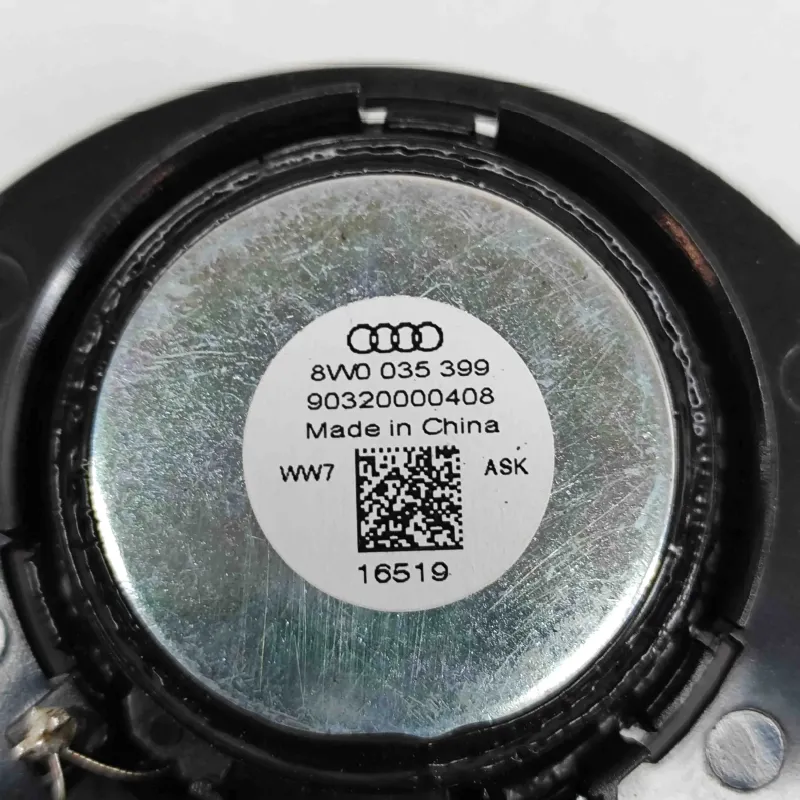 8W0 035 399
90320000408
Made in China
WW7 ASK
16519